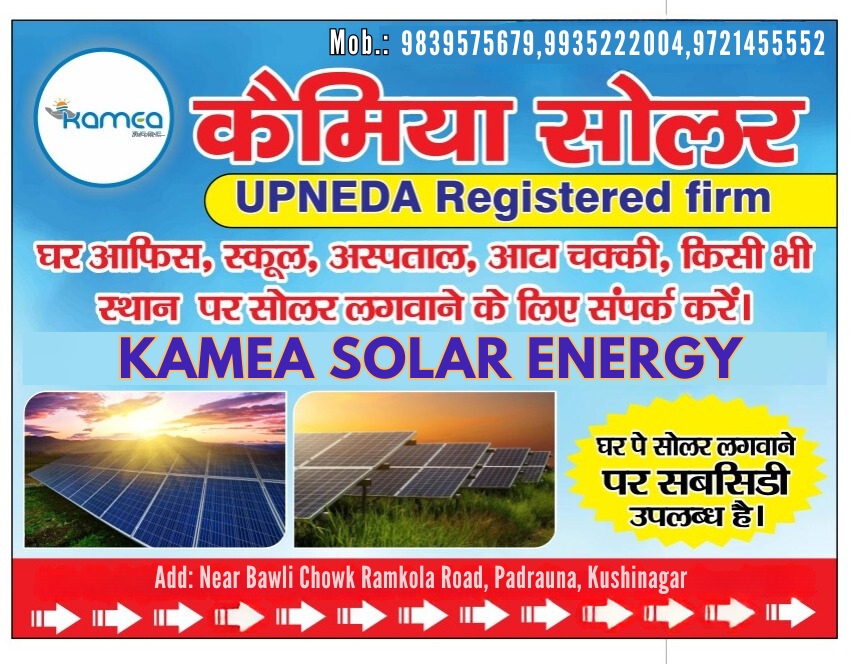 Mob.: 9839575679,9935222004,9721455552
kamea
कैमिया सोलर
UPNEDA Registered firm
घर आफिस, स्कूल, अस्पताल, आटा चक्की, किसी भी
स्थान पर सोलर लगवाने के लिए संपर्क करें।
KAMEA SOLAR ENERGY
घर पे सोलर लगवाने
पर सबसिडी
उपलब्ध है।
Add: Near Bawli Chowk Ramkola Road, Padrauna, Kushinagar